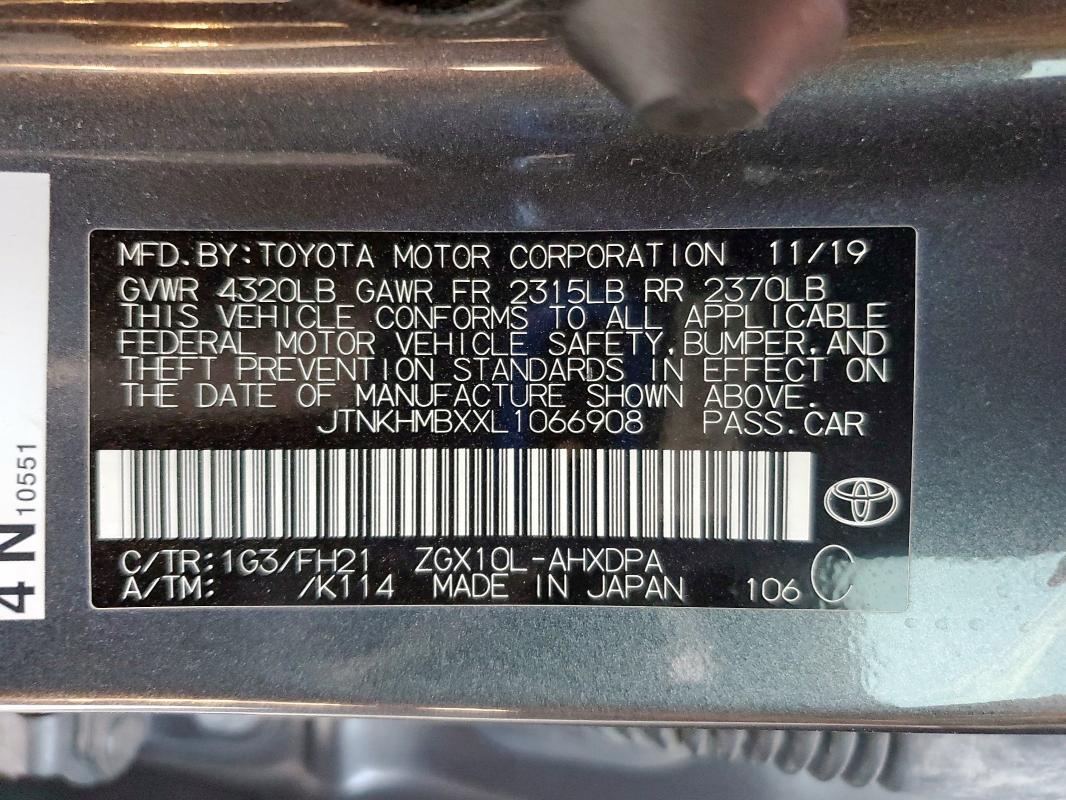 MFD.BY:TOYOTA MOTOR CORPORATION 11/19
GVWR 4320LB GAWR FR 2315LB RR 2370LB
THIS VEHICLE CONFORMS TO ALL APPLICABLE
FEDERAL MOTOR VEHICLE SAFETY,BUMPER,AND
THEFT PREVENTION STANDARDS IN EFFECT ON
THE DATE OF MANUFACTURE SHOWN ABOVE.
JTNKHMBXXL1066908 PASS.CAR
C/TR:1G3/FH21 ZGX10L-AHXDPA
A/TM: /K114 MADE IN JAPAN 106
4 N
10551